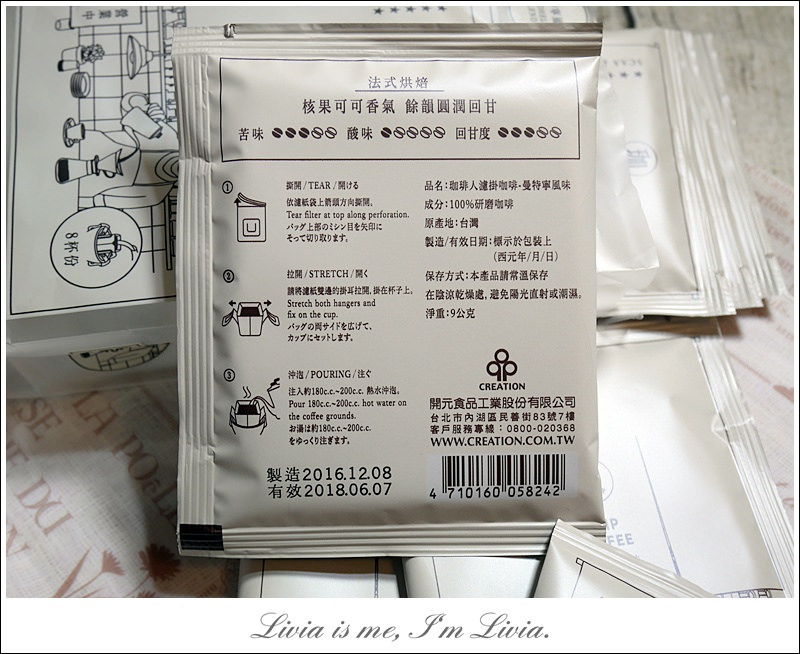 營業中
8杯份
法式烘焙
核果可可香氣 餘韻圓潤回甘
苦味 酸味 回甘度
① 撕開/TEAR/開ける
依濾紙袋上箭頭方向撕開。
Tear filter at top along perforation.
バッグ上部のミシン目を矢印に
そって切り取ります。
② 拉開/STRETCH/開く
請將濾紙雙邊的掛耳拉開,掛在杯子上。
Stretch both hangers and
fix on the cup.
バッグの両サイドを広げて、
カップにセットします。
③ 沖泡/POURING/注ぐ
注入約180c.c.~200c.c. 熱水沖泡。
Pour 180c.c.~200c.c. hot water on
the coffee grounds.
お湯は約180c.c.~200c.c.
をゆっくり注ぎます。
製造2016.12.08
有效2018.06.07
品名:珈琲人濾掛咖啡-曼特寧風味
成分:100%研磨咖啡
原產地:台灣
製造/有效日期:標示於包裝上
(西元年/月/日)
保存方式:本產品請常溫保存
在陰涼乾燥處,避免陽光直射或潮濕。
淨重:9公克
CREATION
開元食品工業股份有限公司
台北市內湖區民善街83號7樓
客戶服務專線:0800-020368
WWW.CREATION.COM.TW
4 710160 058242
Livia is me, I'm Livia.